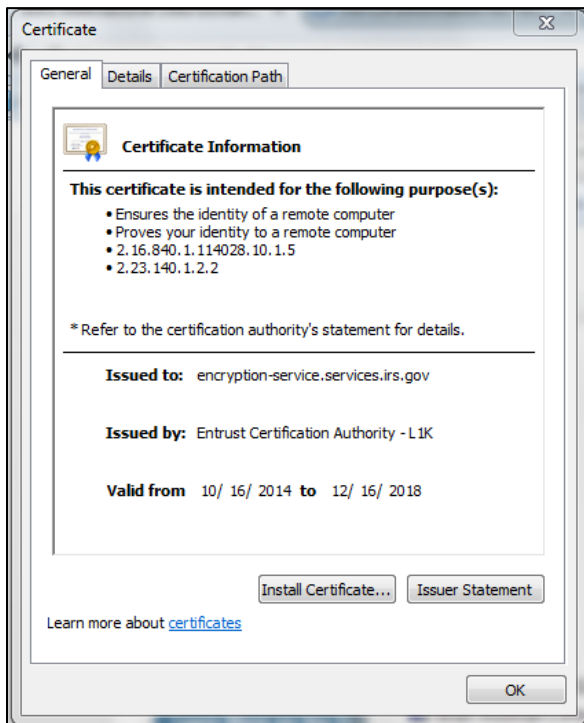 Certificate
General
Details
Certification Path
Certificate Information
This certificate is intended for the following purpose(s):
• Ensures the identity of a remote computer
• Proves your identity to a remote computer
• 2.16.840.1.114028.10.1.5
• 2.23.140.1.2.2
* Refer to the certification authority's statement for details.
Issued to: encryption-service.services.irs.gov
Issued by: Entrust Certification Authority - L1K
Valid from 10/ 16/ 2014 to 12/ 16/ 2018
Install Certificate...
Issuer Statement
Learn more about certificates
OK